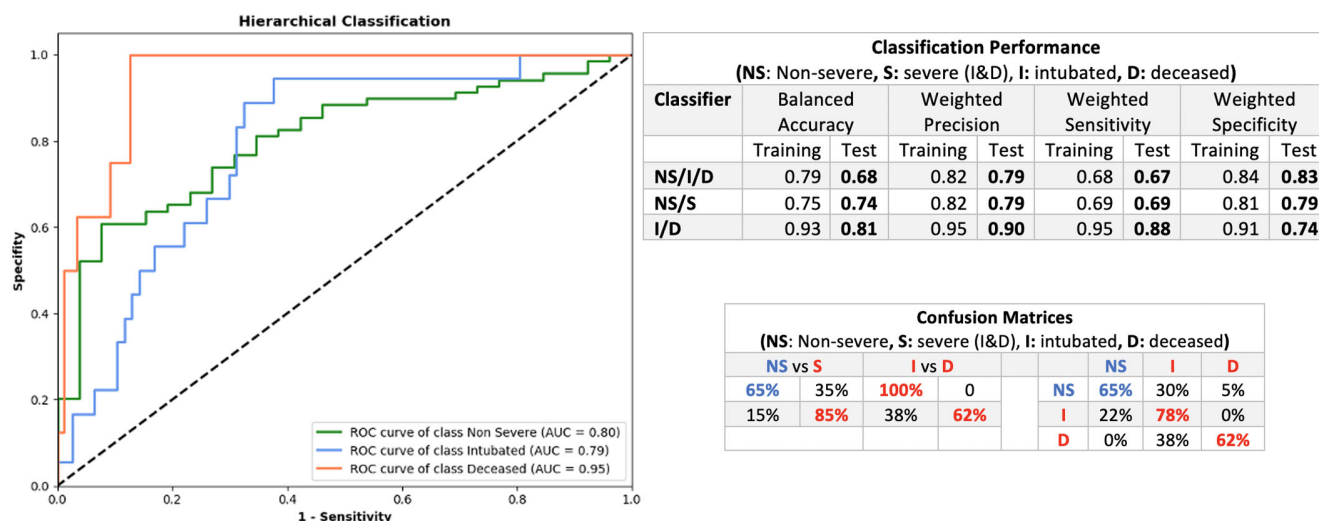 Hierarchical Classification
1.0
0.8
0.6
0.4
0.2
0.0
Specifity
0.0 0.2 0.4 0.6 0.8 1.0
1 - Sensitivity
ROC curve of class Non Severe (AUC = 0.80)
ROC curve of class Intubated (AUC = 0.79)
ROC curve of class Deceased (AUC = 0.95)
Classification Performance
(NS: Non-severe, S: severe (I&D), I: intubated, D: deceased)
Classifier Balanced Accuracy Weighted Precision Weighted Sensitivity Weighted Specificity
Training Test Training Test Training Test Training Test
NS/I/D 0.79 0.68 0.82 0.79 0.68 0.67 0.84 0.83
NS/S 0.75 0.74 0.82 0.79 0.69 0.69 0.81 0.79
I/D 0.93 0.81 0.95 0.90 0.95 0.88 0.91 0.74
Confusion Matrices
(NS: Non-severe, S: severe (I&D), I: intubated, D: deceased)
NS vs S I vs D NS I D
65% 35% 100% 0 NS 65% 30% 5%
15% 85% 38% 62% I 22% 78% 0%
D 0% 38% 62%